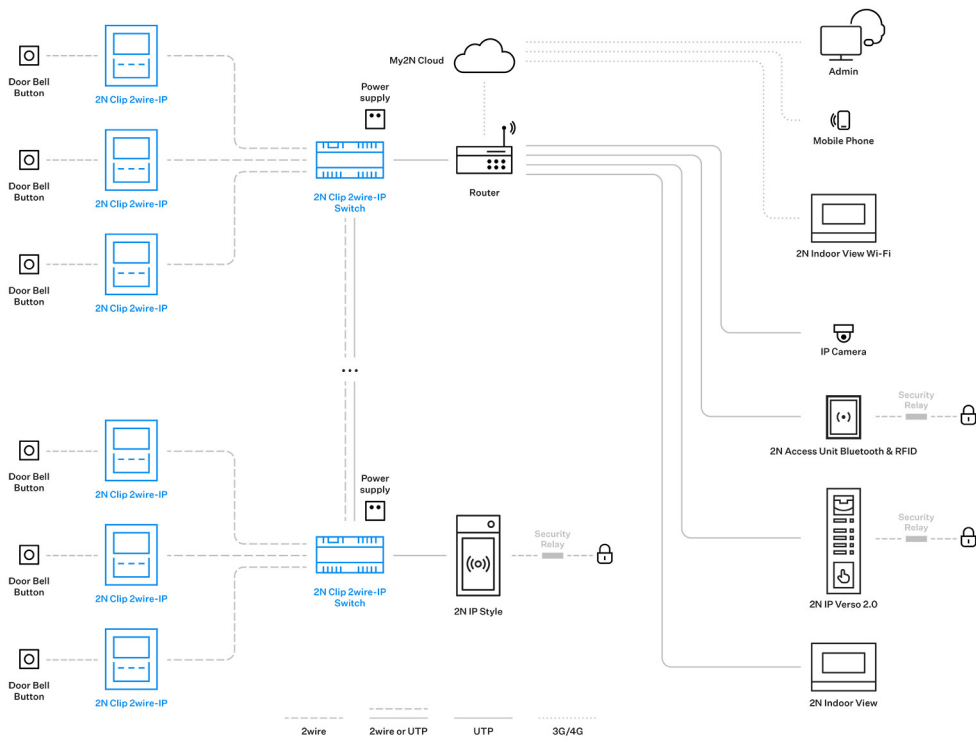 Door Bell
Button
2N Clip 2wire-IP
Door Bell
Button
2N Clip 2wire-IP
Door Bell
Button
2N Clip 2wire-IP
Power
supply
2N Clip 2wire-IP
Switch
My2N Cloud
Router
Admin
Mobile Phone
2N Indoor View Wi-Fi
IP Camera
Security
Relay
2N Access Unit Bluetooth & RFID
Security
Relay
2N IP Verso 2.0
2N Indoor View
...
Door Bell
Button
2N Clip 2wire-IP
Door Bell
Button
2N Clip 2wire-IP
Door Bell
Button
2N Clip 2wire-IP
Power
supply
2N Clip 2wire-IP
Switch
2N IP Style
Security
Relay
2wire
2wire or UTP
UTP
3G/4G